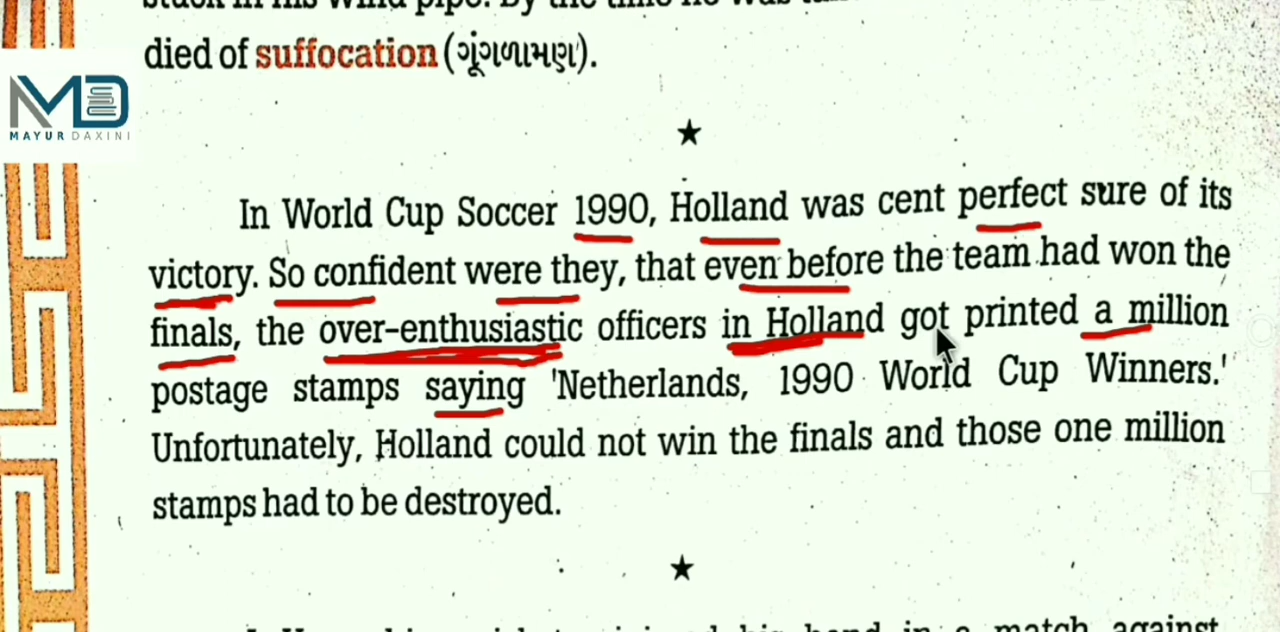 died of suffocation (ગૂંગળામણ).
MD
MAYUR DAXINI
★
In World Cup Soccer 1990, Holland was cent perfect sure of its
victory. So confident were they, that even before the team had won the
finals, the over-enthusiastic officers in Holland got printed a million
postage stamps saying 'Netherlands, 1990 World Cup Winners.'
Unfortunately, Holland could not win the finals and those one million
stamps had to be destroyed.
★